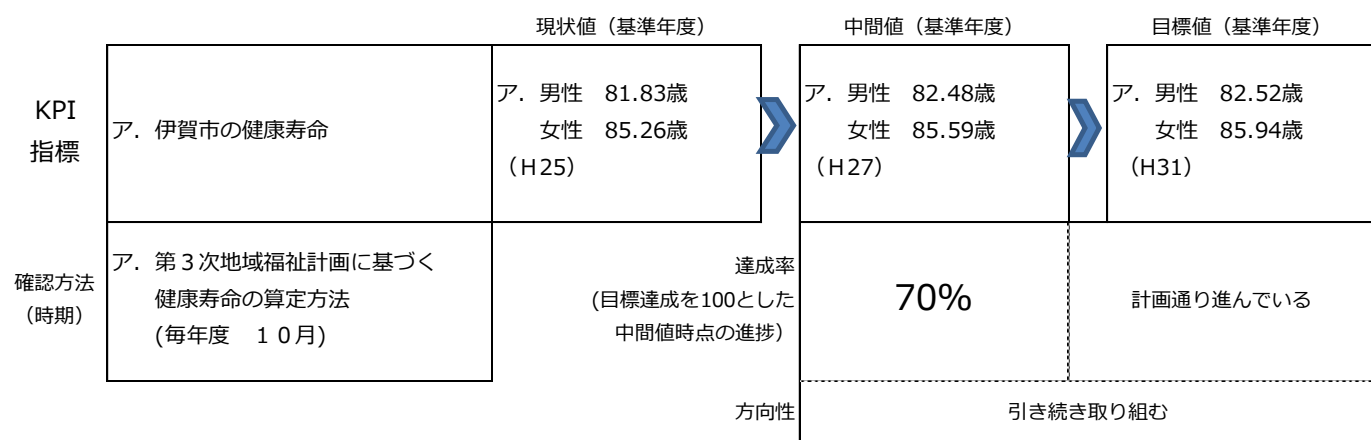 現状値（基準年度）
中間値（基準年度）
目標値（基準年度）
KPI
指標
ア．伊賀市の健康寿命
ア．男性　81.83歳
女性　85.26歳
（H25）
ア．男性　82.48歳
女性　85.59歳
（H27）
ア．男性　82.52歳
女性　85.94歳
（H31）
確認方法
（時期）
ア．第３次地域福祉計画に基づく
健康寿命の算定方法
(毎年度　１０月)
達成率
(目標達成を100とした
中間値時点の進捗）
70%
計画通り進んでいる
方向性
引き続き取り組む